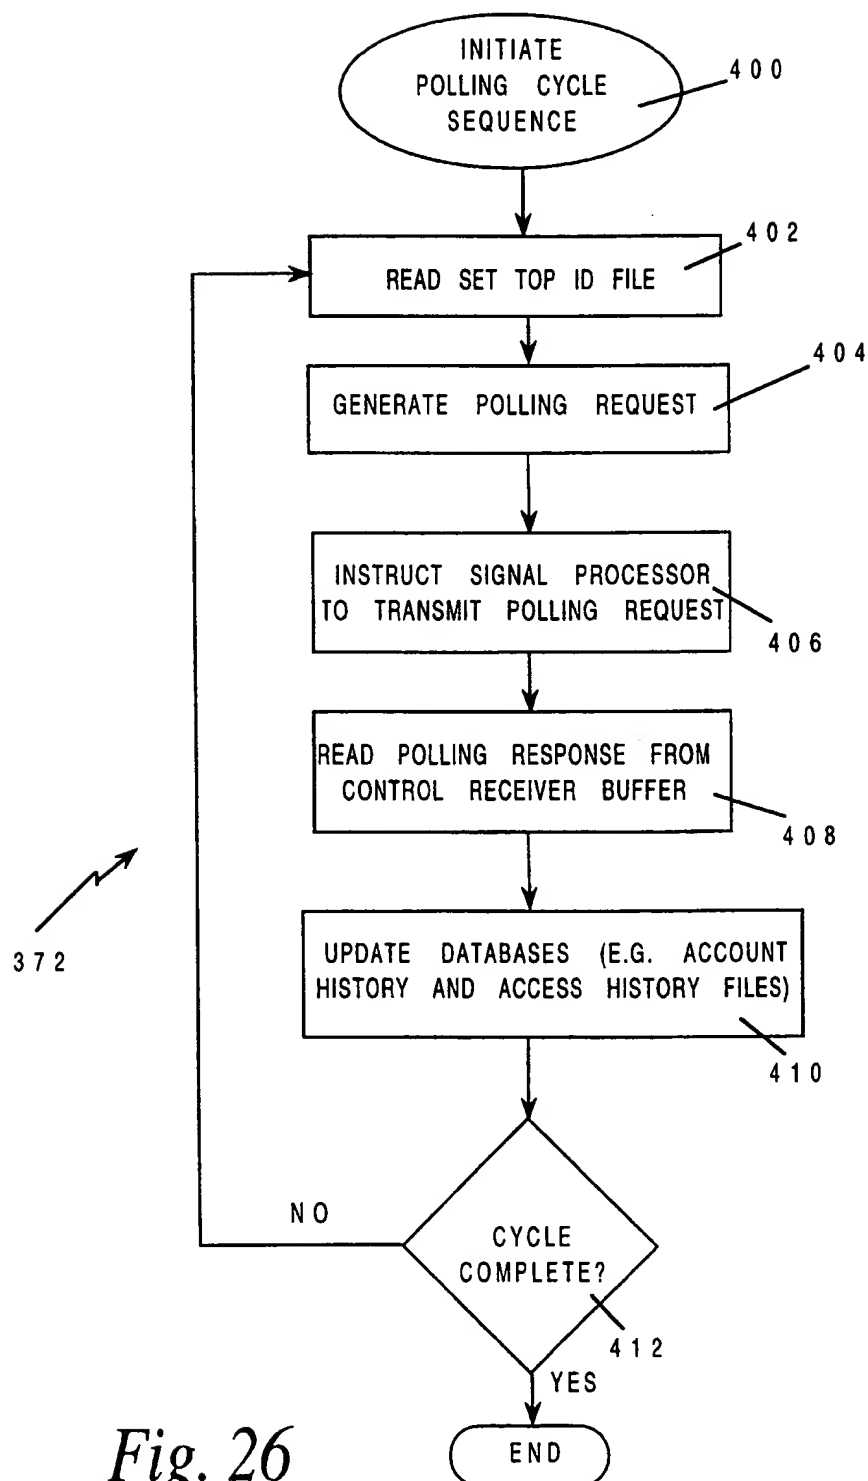 INITIATE
POLLING CYCLE
SEQUENCE
400
402
READ SET TOP ID FILE
404
GENERATE POLLING REQUEST
INSTRUCT SIGNAL PROCESSOR
TO TRANSMIT POLLING REQUEST
406
READ POLLING RESPONSE FROM
CONTROL RECEIVER BUFFER
408
372
UPDATE DATABASES (E.G. ACCOUNT
HISTORY AND ACCESS HISTORY FILES)
410
NO
CYCLE
COMPLETE?
412
YES
END
Fig. 26